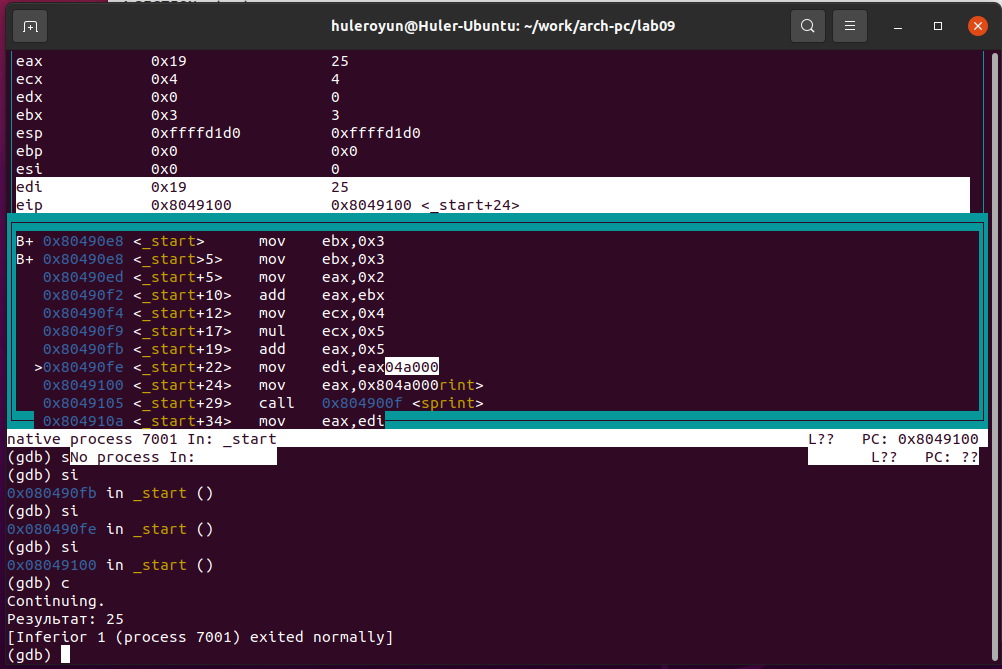 huleroyun@Huler-Ubuntu: ~/work/arch-pc/lab09
eax 0x19 25
ecx 0x4 4
edx 0x0 0
ebx 0x3 3
esp 0xffffd1d0 0xffffd1d0
ebp 0x0 0x0
esi 0x0 0
edi 0x19 25
eip 0x8049100 0x8049100 <_start+24>
B+ 0x80490e8 <_start> mov ebx,0x3
B+ 0x80490e8 <_start>5> mov ebx,0x3
0x80490ed <_start+5> mov eax,0x2
0x80490f2 <_start+10> add eax,ebx
0x80490f4 <_start+12> mov ecx,0x4
0x80490f9 <_start+17> mul ecx,0x5
0x80490fb <_start+19> add eax,0x5
>0x80490fe <_start+22> mov edi,eax04a000
0x8049100 <_start+24> mov eax,0x804a000rint>
0x8049105 <_start+29> call 0x804900f <sprint>
0x804910a <_start+34> mov eax,edi
native process 7001 In: _start L?? PC: 0x8049100
(gdb) sNo process In: L?? PC: ??
(gdb) si
0x080490fb in _start ()
(gdb) si
0x080490fe in _start ()
(gdb) si
0x08049100 in _start ()
(gdb) c
Continuing.
Результат: 25
[Inferior 1 (process 7001) exited normally]
(gdb)